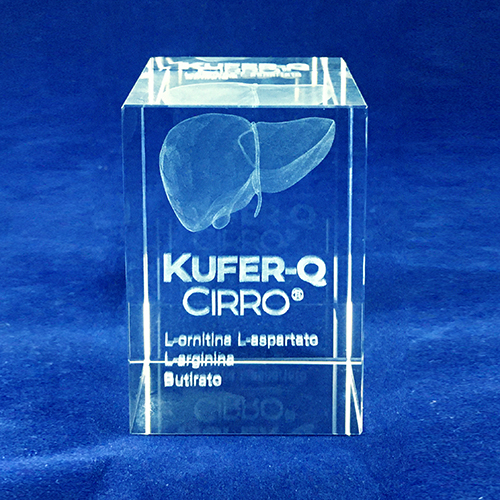 KUFER-Q
CIRRO®
L-ornitina L-aspartato
L-arginina
Butirato